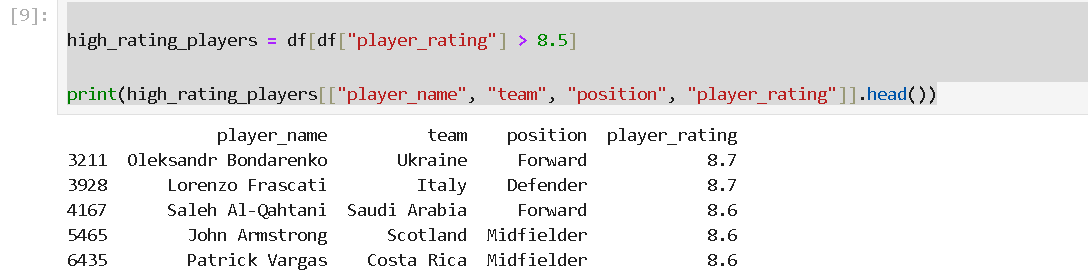 [9]:
high_rating_players = df[df["player_rating"] > 8.5]
print(high_rating_players[["player_name", "team", "position", "player_rating"]].head())
player_name team position player_rating
3211 Oleksandr Bondarenko Ukraine Forward 8.7
3928 Lorenzo Frascati Italy Defender 8.7
4167 Saleh Al-Qahtani Saudi Arabia Forward 8.6
5465 John Armstrong Scotland Midfielder 8.6
6435 Patrick Vargas Costa Rica Midfielder 8.6